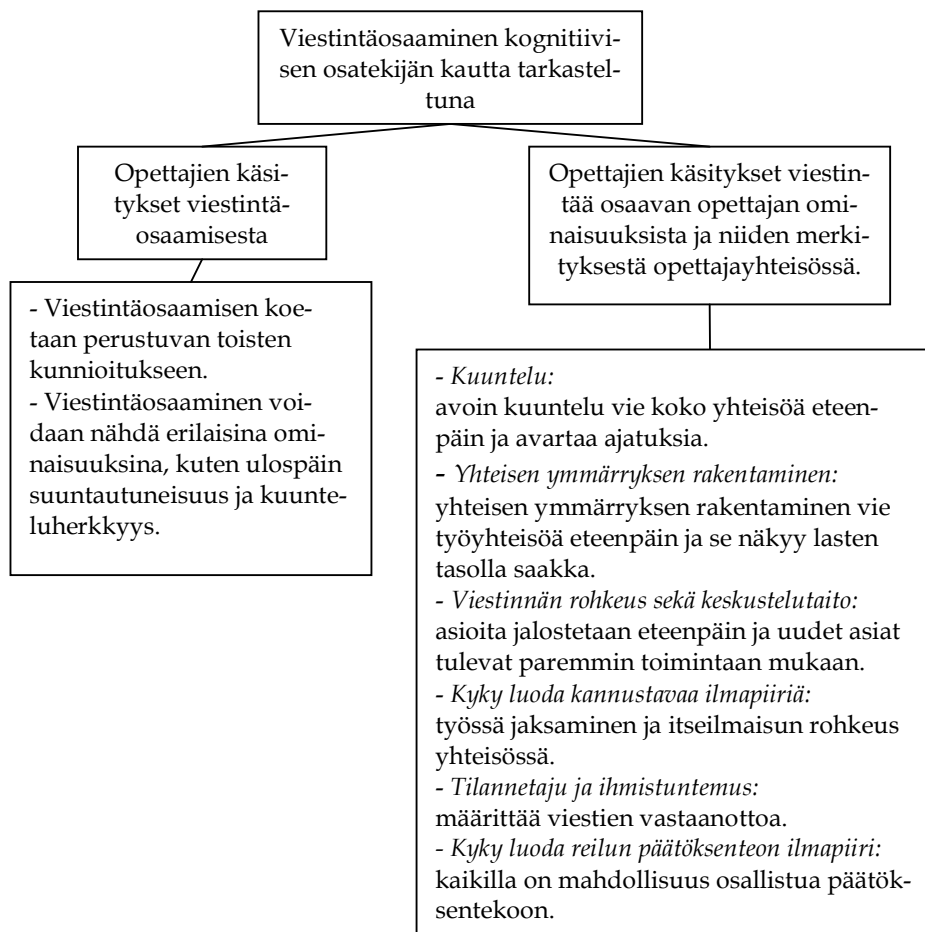 Viestintäosaaminen kognitiivi-
sen osatekijän kautta tarkastel-
tuna
Opettajien käsi-
tykset viestintä-
osaamisesta
Opettajien käsitykset viestin-
tää osaavan opettajan omi-
naisuuksista ja niiden merki-
tyksestä opettajayhteisössä.
- Viestintäosaamisen koe-
taan perustuvan toisten
kunnioitukseen.
- Viestintäosaaminen voi-
daan nähdä erilaisina omi-
naisuuksina, kuten ulospäin
suuntautuneisuus ja kuunte-
luherkkyys.
- Kuuntelu:
avoin kuuntelu vie koko yhteisöä eteen-
päin ja avartaa ajatuksia.
- Yhteisen ymmärryksen rakentaminen:
yhteisen ymmärryksen rakentaminen vie
työyhteisöä eteenpäin ja se näkyy lasten
tasolla saakka.
- Viestinnän rohkeus sekä keskustelutaito:
asioita jalostetaan eteenpäin ja uudet asiat
tulevat paremmin toimintaan mukaan.
- Kyky luoda kannustavaa ilmapiiriä:
työssä jaksaminen ja itseilmaisun rohkeus
yhteisössä.
- Tilannetaju ja ihmistuntemus:
määrittää viestien vastaanottoa.
- Kyky luoda reilun päätöksenteon ilmapiiri:
kaikilla on mahdollisuus osallistua päätök-
sentekoon.